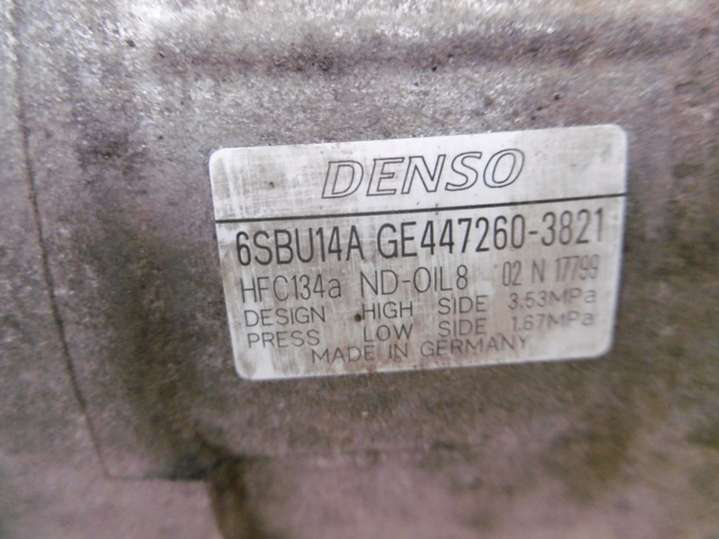 DENSO
6SBU14A GE447260-3821
HFC134a ND-OIL8 02 N 17799
DESIGN HIGH SIDE 3.53MPa
PRESS LOW SIDE 1.67MPa
MADE IN GERMANY